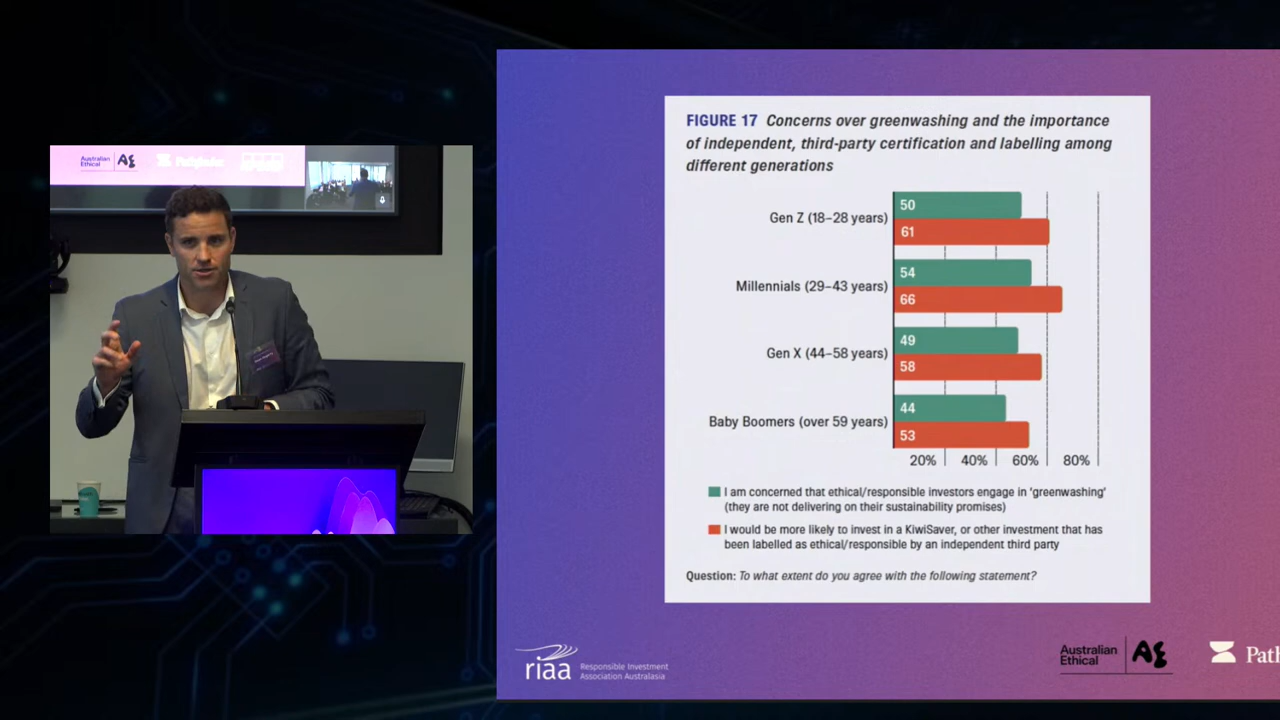 Australian
Ethical
FIGURE 17 Concerns over greenwashing and the importance
of independent, third-party certification and labelling among
different generations
Gen Z (18–28 years)
50
61
Millennials (29–43 years)
54
66
Gen X (44–58 years)
49
58
Baby Boomers (over 59 years)
44
53
20% 40% 60% 80%
I am concerned that ethical/responsible investors engage in ‘greenwashing’
(they are not delivering on their sustainability promises)
I would be more likely to invest in a KiwiSaver, or other investment that has
been labelled as ethical/responsible by an independent third party
Question: To what extent do you agree with the following statement?
riaa
Responsible Investment
Association Australasia
Australian
Ethical
AE
Path